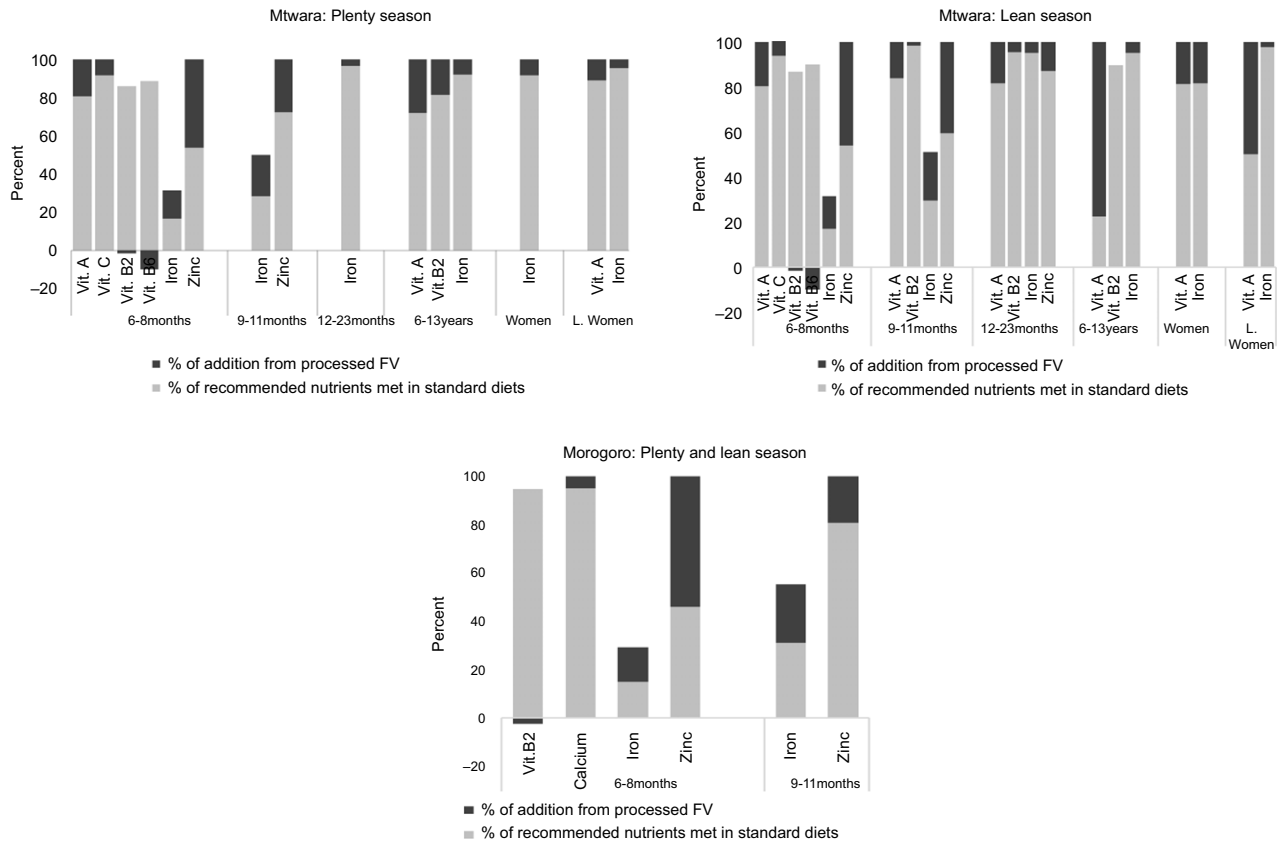 Mtwara: Plenty season
100
80
60
40
20
0
–20
Percent
Vit. A
Vit. C
Vit. B2
Vit. B6
Iron
Zinc
Iron
Zinc
Iron
Vit. A
Vit.B2
Iron
Iron
Vit. A
Iron
6-8months
9-11months
12-23months
6-13years
Women
L. Women
% of addition from processed FV
% of recommended nutrients met in standard diets
Mtwara: Lean season
100
80
60
40
20
0
–20
Percent
Vit. A
Vit. C
Vit. B2
Vit. B6
Iron
Zinc
Vit. A
Vit. B2
Iron
Zinc
Vit. A
Vit. B2
Iron
Zinc
Vit. A
Vit. B2
Iron
Vit. A
Iron
Vit. A
Iron
6-8months
9-11months
12-23months
6-13years
Women
L.
Women
% of addition from processed FV
% of recommended nutrients met in standard diets
Morogoro: Plenty and lean season
100
80
60
40
20
0
–20
Percent
Vit.B2
Calcium
Iron
Zinc
Iron
Zinc
6-8months
9-11months
% of addition from processed FV
% of recommended nutrients met in standard diets